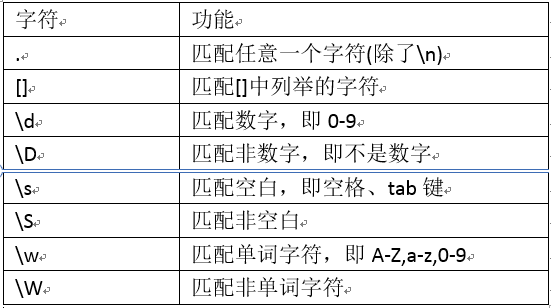 字符 功能
. 匹配任意一个字符(除了\n)
[] 匹配[]中列举的字符
\d 匹配数字，即 0-9
\D 匹配非数字，即不是数字
\s 匹配空白，即空格、tab 键
\S 匹配非空白
\w 匹配单词字符，即 A-Z,a-z,0-9
\W 匹配非单词字符